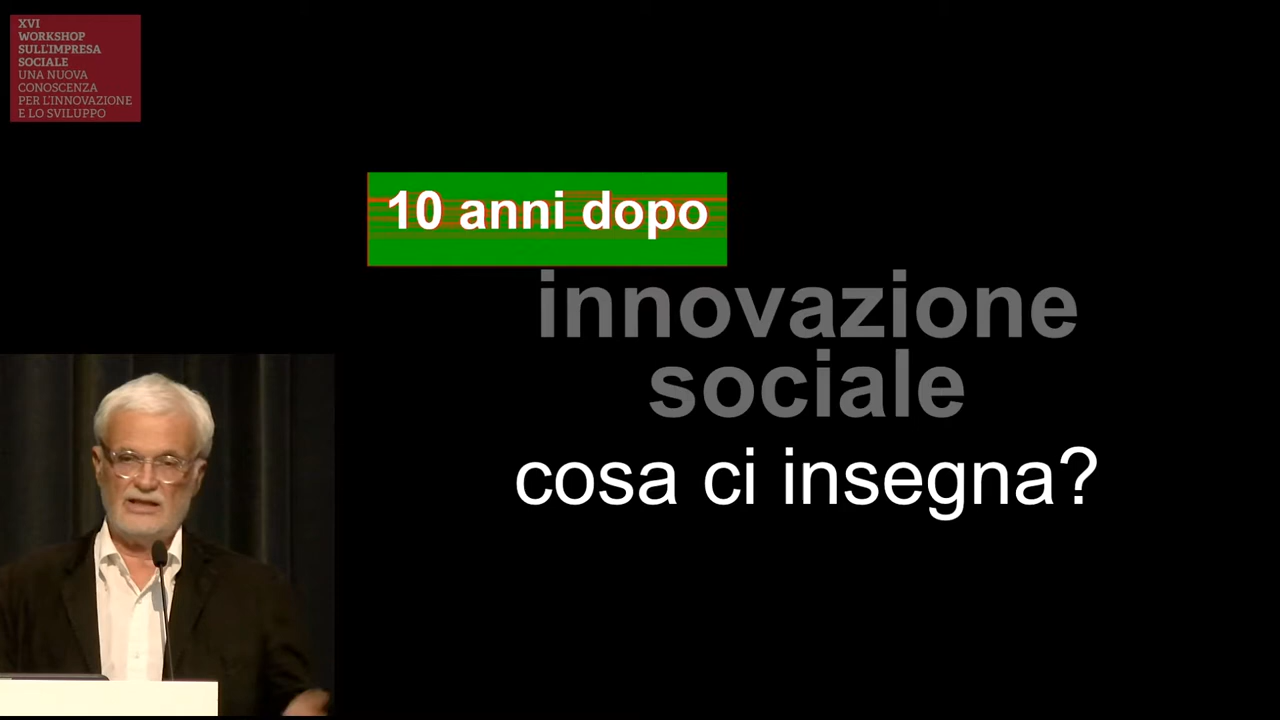 XVI
WORKSHOP
SULL'IMPRESA
SOCIALE
UNA NUOVA
CONOSCENZA
PER L'INNOVAZIONE
E LO SVILUPPO
10 anni dopo
innovazione
sociale
cosa ci insegna?